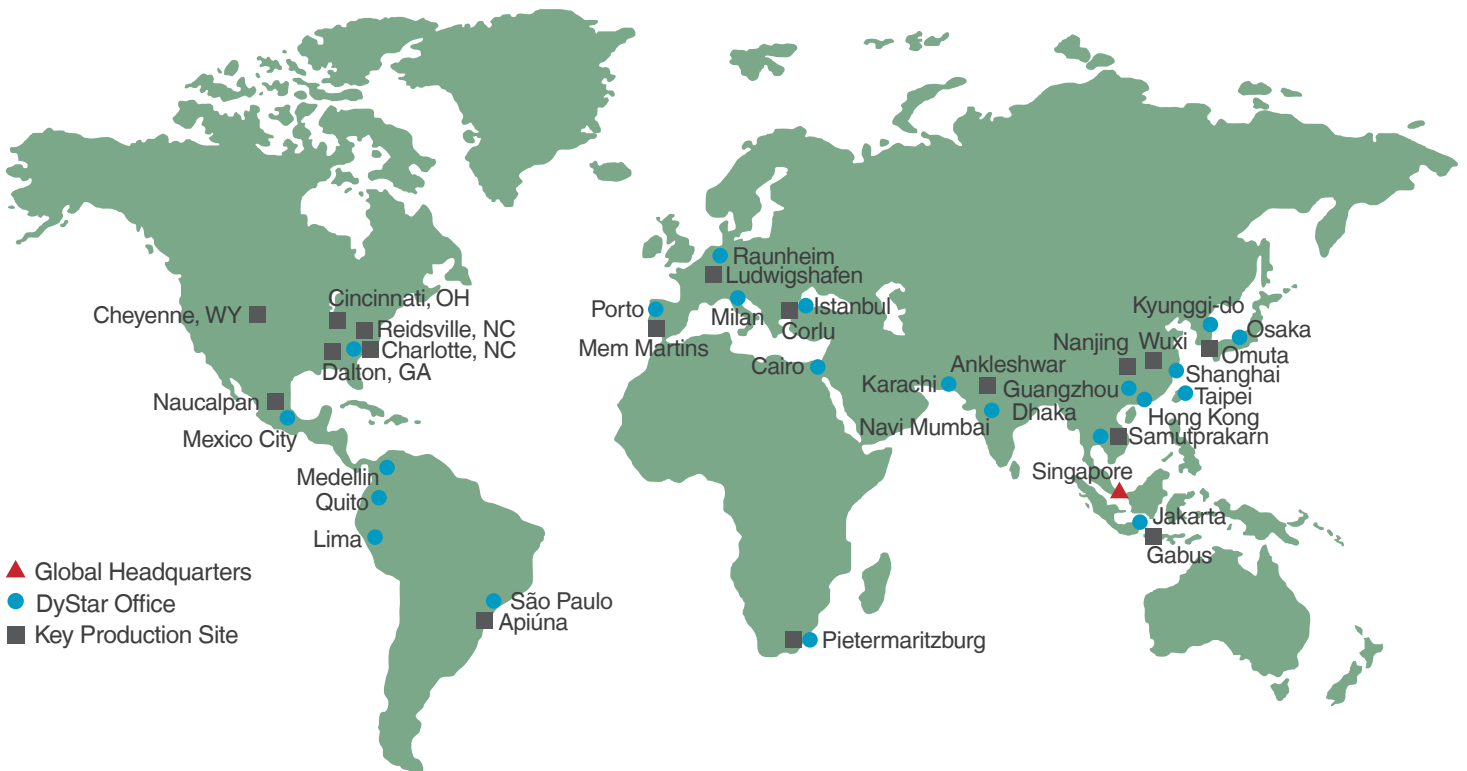 Cheyenne, WY
Cincinnati, OH
Reidsville, NC
Charlotte, NC
Dalton, GA
Naucalpan
Mexico City
Medellin
Quito
Lima
São Paulo
Apiúna
Raunheim
Ludwigshafen
Porto
Milan
Istanbul
Corlu
Mem Martins
Cairo
Pietermaritzburg
Karachi
Ankleshwar
Navi Mumbai
Dhaka
Guangzhou
Nanjing
Wuxi
Kyunggi-do
Osaka
Omuta
Shanghai
Taipei
Hong Kong
Samutprakarn
Singapore
Jakarta
Gabus
Global Headquarters
DyStar Office
Key Production Site